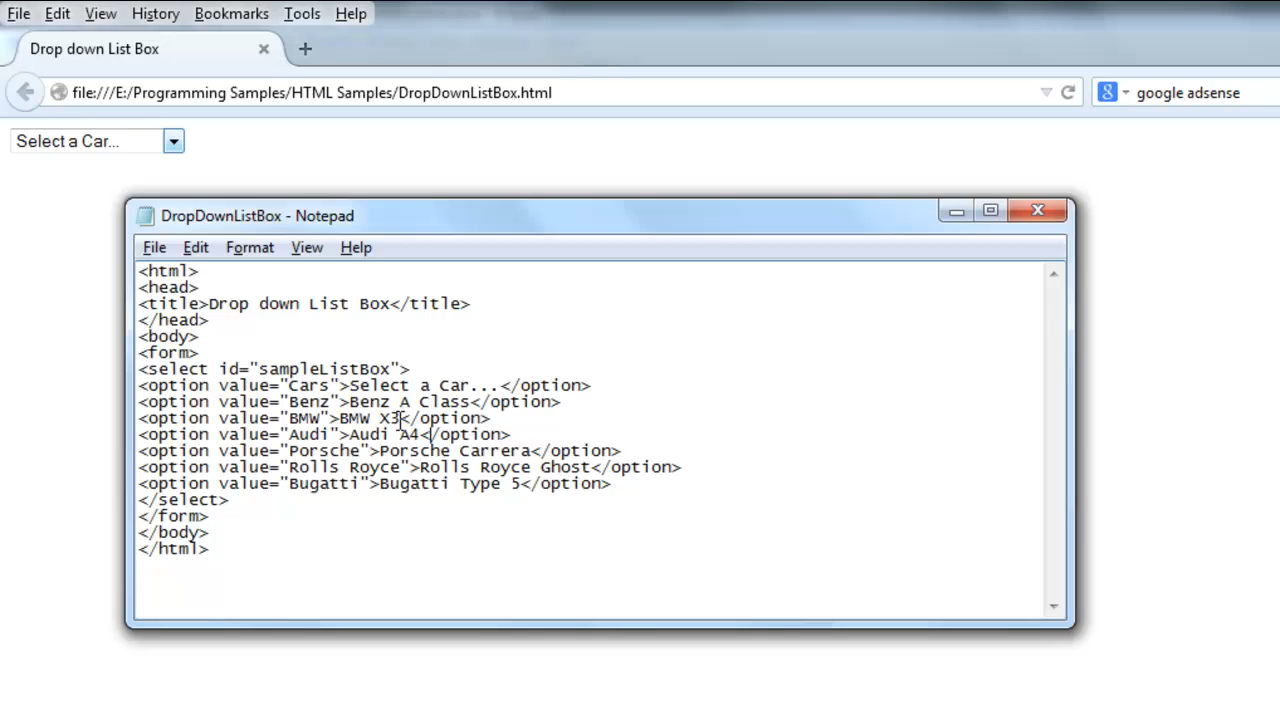 File Edit View History Bookmarks Tools Help
Drop down List Box
file:///E:/Programming Samples/HTML Samples/DropDownListBox.html
google adsense
Select a Car...
DropDownListBox - Notepad
File Edit Format View Help
<html>
<head>
<title>Drop down List Box</title>
</head>
<body>
<form>
<select id="sampleListBox">
<option value="Cars">Select a Car...</option>
<option value="Benz">Benz A Class</option>
<option value="BMW">BMW X3</option>
<option value="Audi">Audi A4</option>
<option value="Porsche">Porsche Carrera</option>
<option value="Rolls Royce">Rolls Royce Ghost</option>
<option value="Bugatti">Bugatti Type 5</option>
</select>
</form>
</body>
</html>